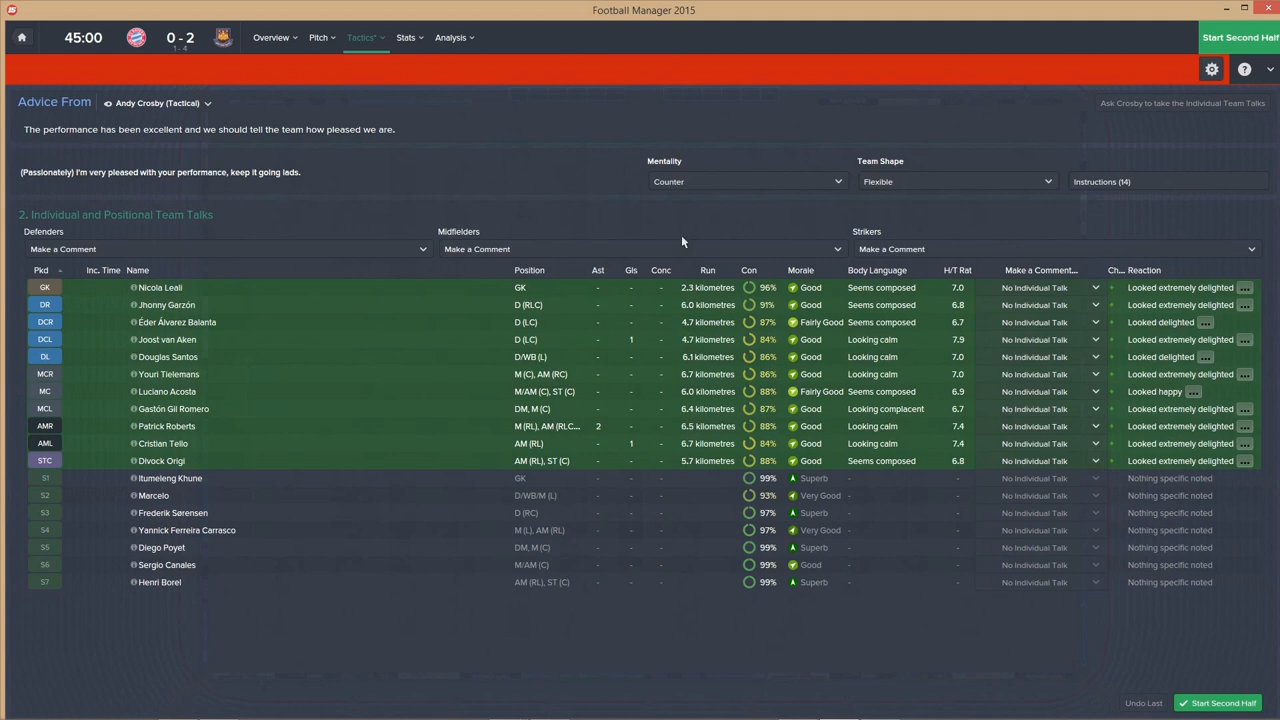 Football Manager 2015
45:00 0 - 2 Overview Pitch Tactics* Stats Analysis Start Second Half
1 - 4
Advice From Andy Crosby (Tactical) Ask Crosby to take the Individual Team Talks
The performance has been excellent and we should tell the team how pleased we are.
Mentality Team Shape
(Passionately) I'm very pleased with your performance, keep it going lads.
Counter Flexible Instructions (14)
2. Individual and Positional Team Talks
Defenders Midfielders Strikers
Make a Comment Make a Comment Make a Comment
Pkd Inc. Time Name Position Ast Gls Conc Run Con Morale Body Language H/T Rat Make a Comment... Ch... Reaction
GK Nicola Leali GK - - - 2.3 kilometres 96% Good Seems composed 7.0 No Individual Talk Looked extremely delighted ...
DR Jhonny Garzón D (RLC) - - - 6.0 kilometres 91% Good Seems composed 6.8 No Individual Talk Looked extremely delighted ...
DCR Éder Álvarez Balanta D (LC) - - - 4.7 kilometres 87% Fairly Good Seems composed 6.7 No Individual Talk Looked delighted ...
DCL Joost van Aken D (LC) - 1 - 4.7 kilometres 84% Good Looking calm 7.9 No Individual Talk Looked extremely delighted ...
DL Douglas Santos D/WB (L) - - - 6.1 kilometres 86% Good Looking calm 7.0 No Individual Talk Looked delighted ...
MCR Youri Tielemans M (C), AM (RC) - - - 6.7 kilometres 86% Good Looking calm 7.0 No Individual Talk Looked extremely delighted ...
MC Luciano Acosta M/AM (C), ST (C) - - - 6.0 kilometres 88% Fairly Good Seems composed 6.9 No Individual Talk Looked happy ...
MCL Gastón Gil Romero DM, M (C) - - - 6.4 kilometres 87% Good Looking complacent 6.7 No Individual Talk Looked extremely delighted ...
AMR Patrick Roberts M (RL), AM (RLC... 2 - - 6.5 kilometres 88% Good Looking calm 7.4 No Individual Talk Looked extremely delighted ...
AML Cristian Tello AM (RL) - 1 - 6.7 kilometres 84% Good Looking calm 7.4 No Individual Talk Looked extremely delighted ...
STC Divock Origi AM (RL), ST (C) - - - 5.7 kilometres 88% Good Seems composed 6.8 No Individual Talk Looked extremely delighted ...
S1 Itumeleng Khune GK - - - - 99% Superb - - No Individual Talk Nothing specific noted
S2 Marcelo D/WB/M (L) - - - - 93% Very Good - - No Individual Talk Nothing specific noted
S3 Frederik Sørensen D (RC) - - - - 97% Superb - - No Individual Talk Nothing specific noted
S4 Yannick Ferreira Carrasco M (L), AM (RL) - - - - 97% Very Good - - No Individual Talk Nothing specific noted
S5 Diego Poyet DM, M (C) - - - - 99% Superb - - No Individual Talk Nothing specific noted
S6 Sergio Canales M/AM (C) - - - - 99% Good - - No Individual Talk Nothing specific noted
S7 Henri Borel AM (RL), ST (C) - - - - 99% Superb - - No Individual Talk Nothing specific noted
Undo Last Start Second Half